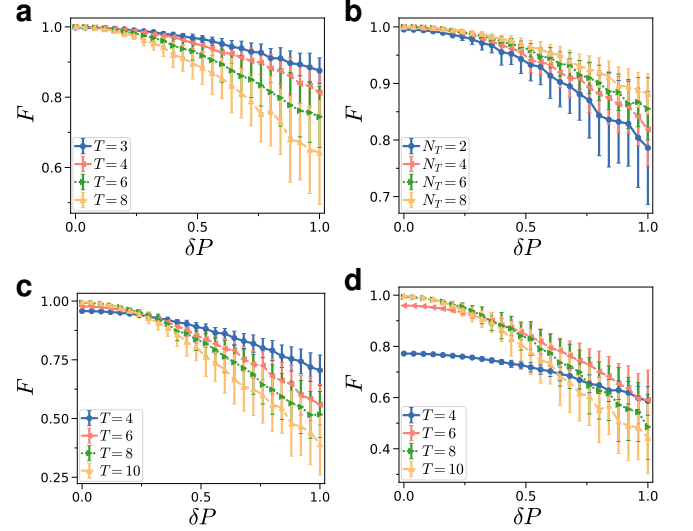 a
F
1.0
0.8
0.6
T = 3
T = 4
T = 6
T = 8
0.0 0.5 1.0
δP
b
F
1.0
0.9
0.8
0.7
N_T = 2
N_T = 4
N_T = 6
N_T = 8
0.0 0.5 1.0
δP
c
F
1.00
0.75
0.50
0.25
T = 4
T = 6
T = 8
T = 10
0.0 0.5 1.0
δP
d
F
1.0
0.8
0.6
0.4
T = 4
T = 6
T = 8
T = 10
0.0 0.5 1.0
δP